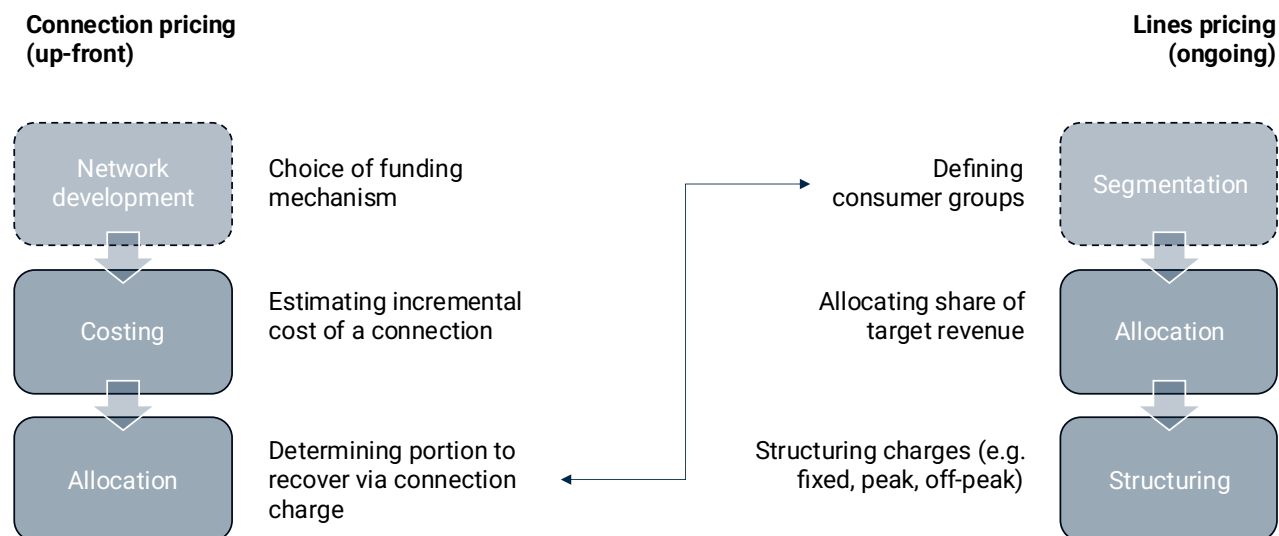 Connection pricing
(up-front)
Lines pricing
(ongoing)
Network
development
Choice of funding
mechanism
Defining
consumer groups
Segmentation
Costing
Estimating incremental
cost of a connection
Allocating share of
target revenue
Allocation
Allocation
Determining portion to
recover via connection
charge
Structuring charges (e.g.
fixed, peak, off-peak)
Structuring